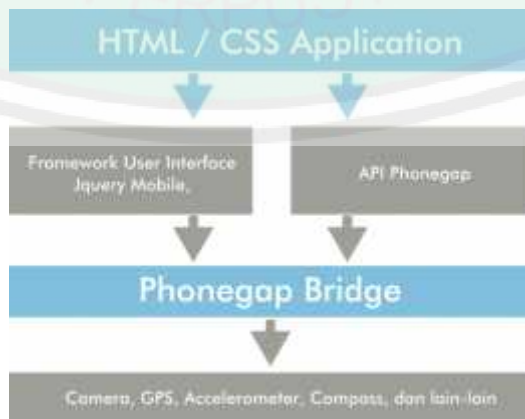 HTML / CSS Application
Framework User Interface
Jquery Mobile,
API Phonegap
Phonegap Bridge
Camera, GPS, Accelerometer, Compass, dan lain-lain